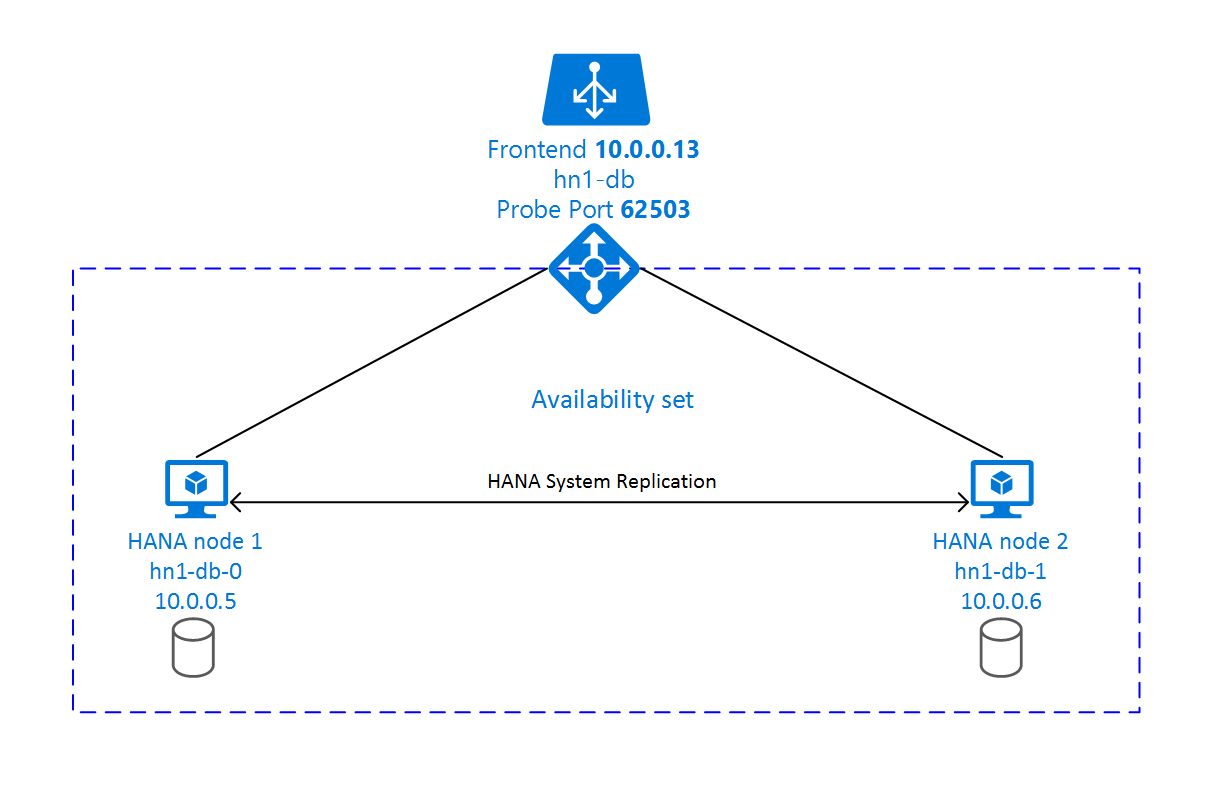 Frontend 10.0.0.13
hn1-db
Probe Port 62503
Availability set
HANA System Replication
HANA node 1
hn1-db-0
10.0.0.5
HANA node 2
hn1-db-1
10.0.0.6